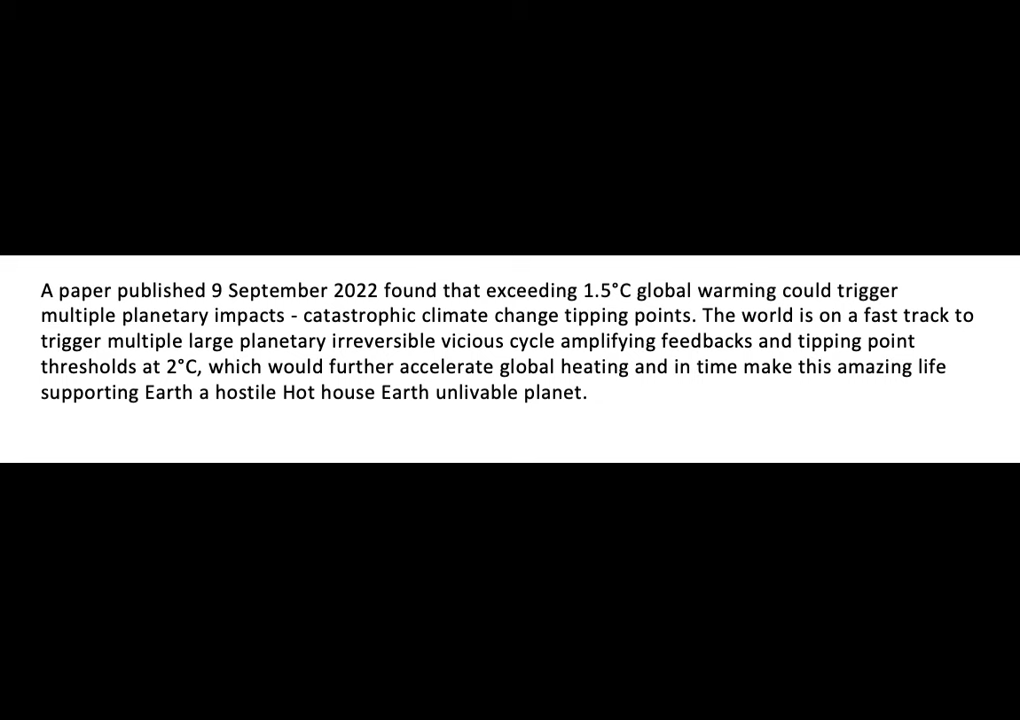 A paper published 9 September 2022 found that exceeding 1.5°C global warming could trigger
multiple planetary impacts - catastrophic climate change tipping points. The world is on a fast track to
trigger multiple large planetary irreversible vicious cycle amplifying feedbacks and tipping point
thresholds at 2°C, which would further accelerate global heating and in time make this amazing life
supporting Earth a hostile Hot house Earth unlivable planet.